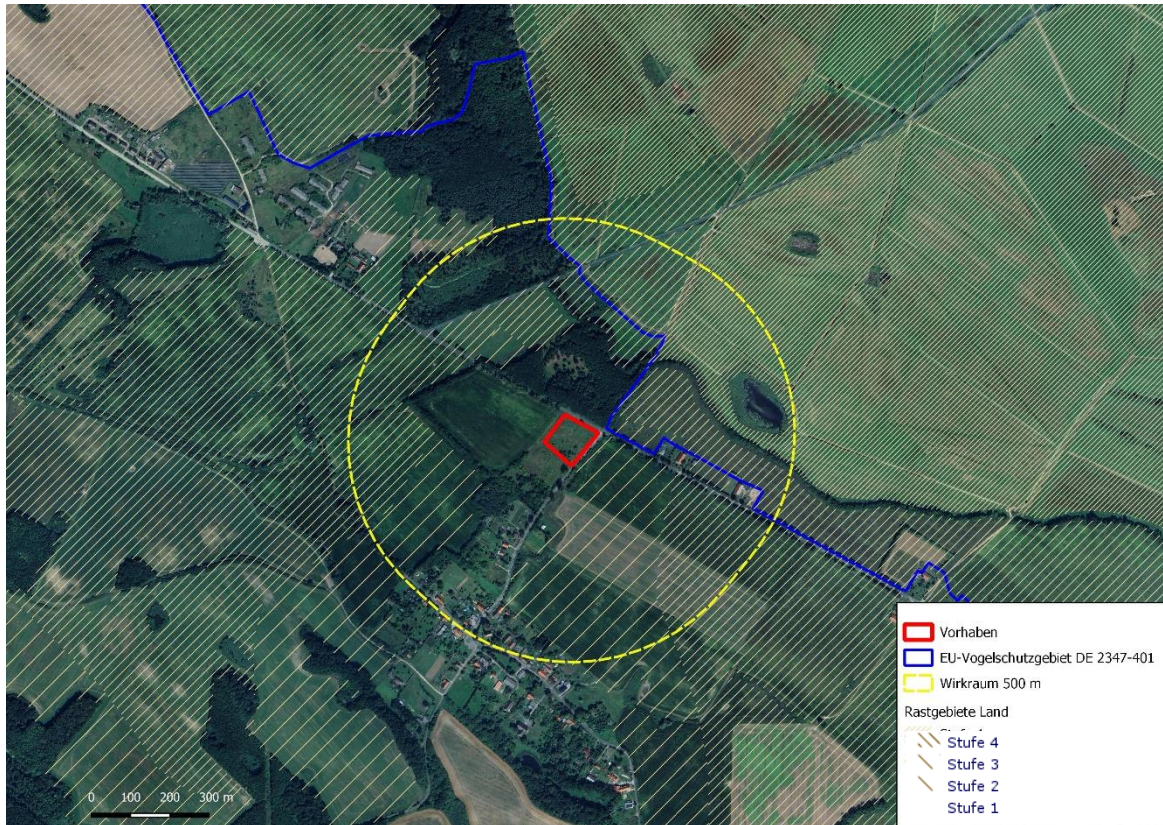 0 100 200 300 m
Vorhaben
EU-Vogelschutzgebiet DE 2347-401
Wirkraum 500 m
Rastgebiete Land
Stufe 4
Stufe 3
Stufe 2
Stufe 1